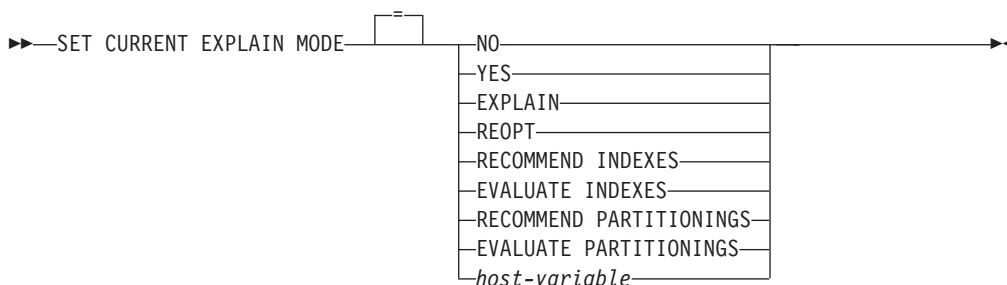 =
SET CURRENT EXPLAIN MODE NO
YES
EXPLAIN
REOPT
RECOMMEND INDEXES
EVALUATE INDEXES
RECOMMEND PARTITIONINGS
EVALUATE PARTITIONINGS
host-variable